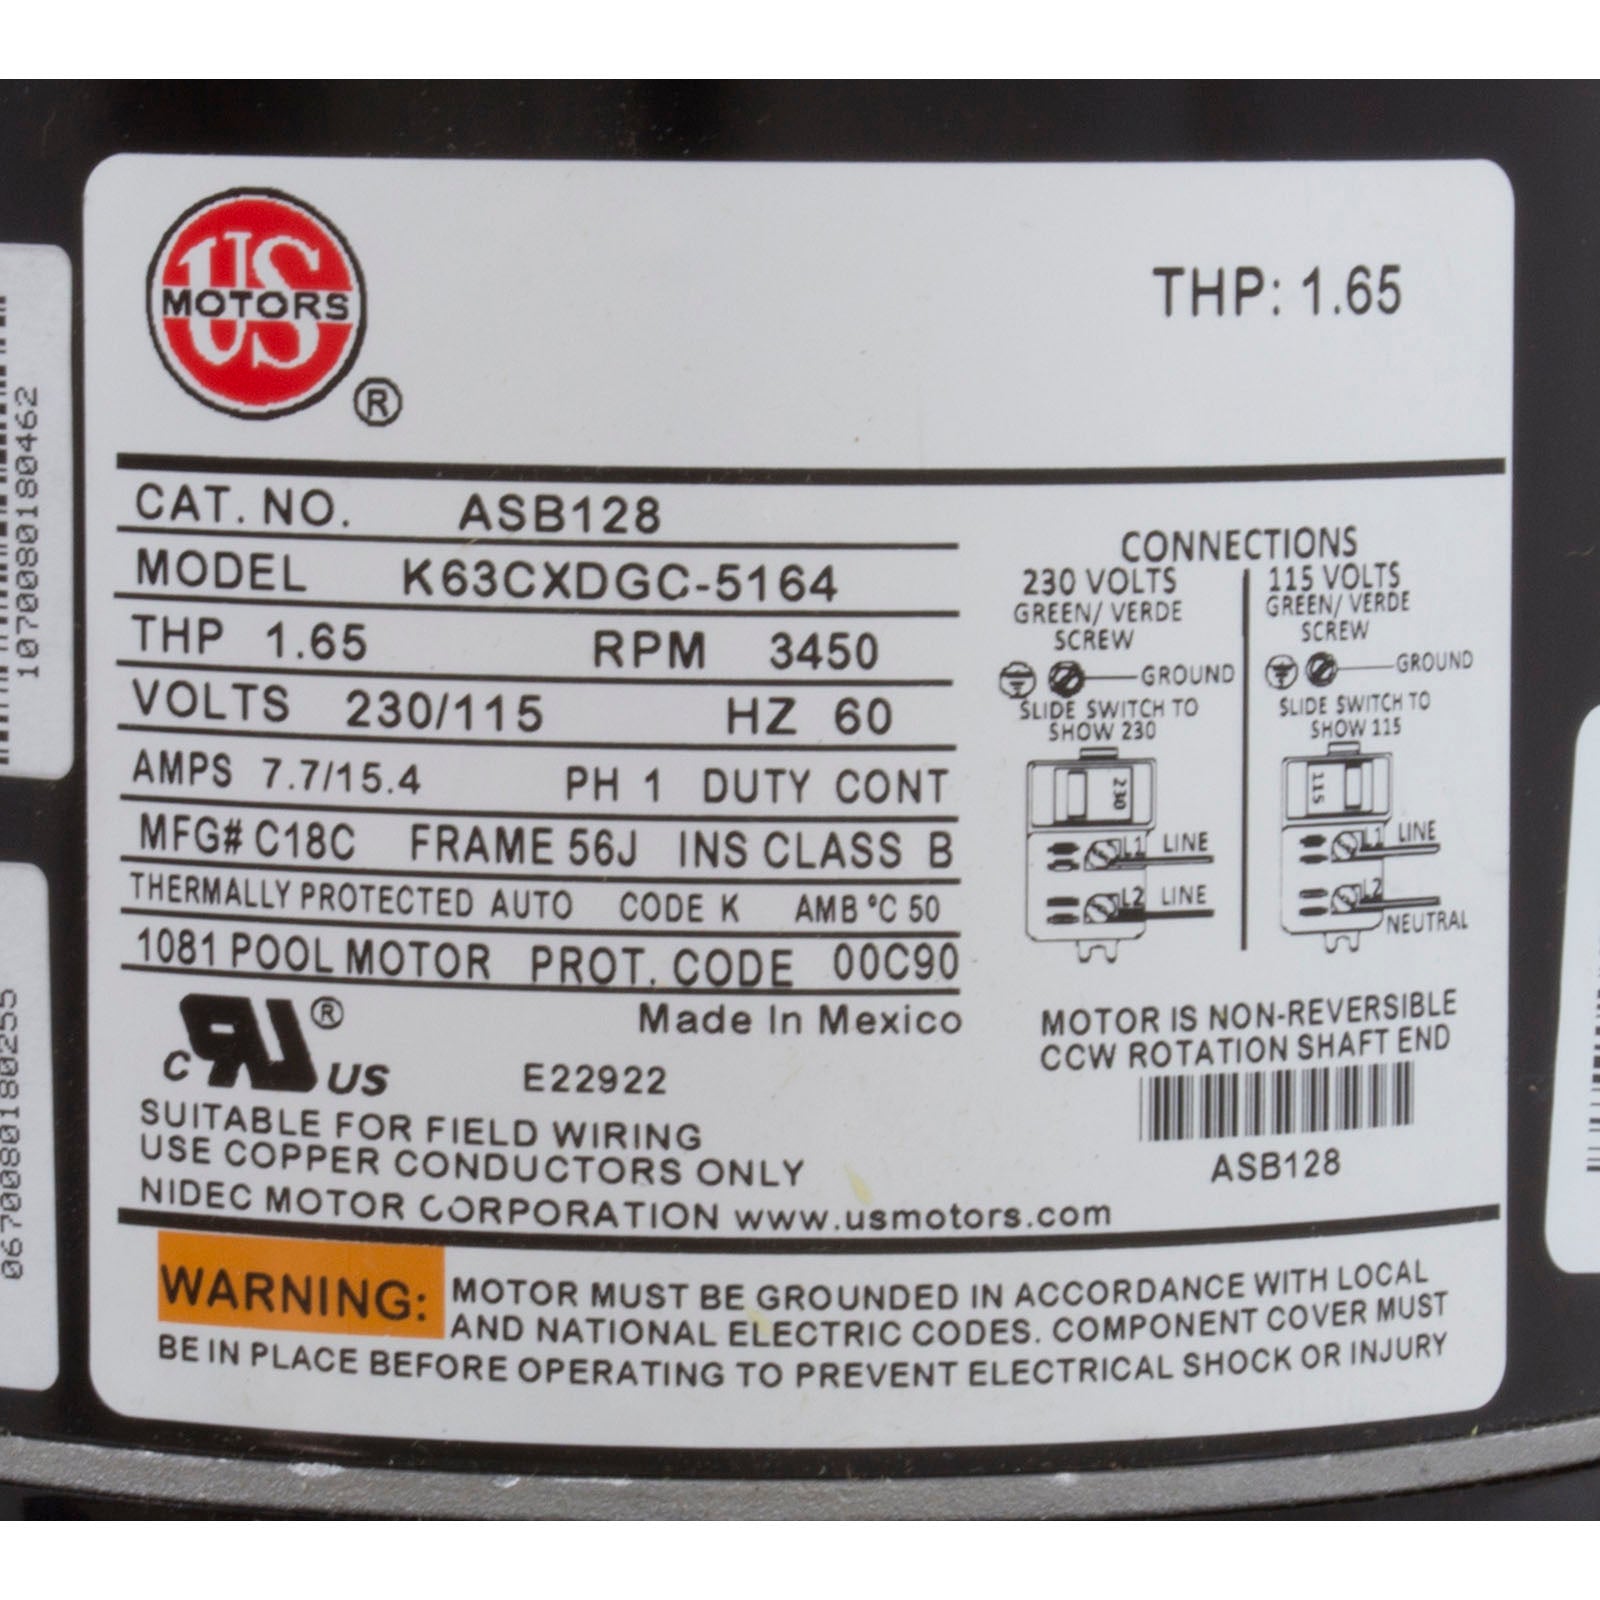 US
MOTORS
®
THP: 1.65
CAT. NO. ASB128
MODEL K63CXDGC-5164
THP 1.65 RPM 3450
VOLTS 230/115 HZ 60
AMPS 7.7/15.4 PH 1 DUTY CONT
MFG# C18C FRAME 56J INS CLASS B
THERMALLY PROTECTED AUTO CODE K AMB °C 50
1081 POOL MOTOR PROT. CODE 00C90
Made In Mexico
c RU ® US E22922
SUITABLE FOR FIELD WIRING
USE COPPER CONDUCTORS ONLY
NIDEC MOTOR CORPORATION www.usmotors.com
CONNECTIONS
230 VOLTS
GREEN/ VERDE
SCREW
GROUND
SLIDE SWITCH TO
SHOW 230
230
L1 LINE
L2 LINE
115 VOLTS
GREEN/ VERDE
SCREW
GROUND
SLIDE SWITCH TO
SHOW 115
115
L1 LINE
L2
NEUTRAL
MOTOR IS NON-REVERSIBLE
CCW ROTATION SHAFT END
ASB128
WARNING: MOTOR MUST BE GROUNDED IN ACCORDANCE WITH LOCAL
AND NATIONAL ELECTRIC CODES. COMPONENT COVER MUST
BE IN PLACE BEFORE OPERATING TO PREVENT ELECTRICAL SHOCK OR INJURY
1070080180462
067008018025S